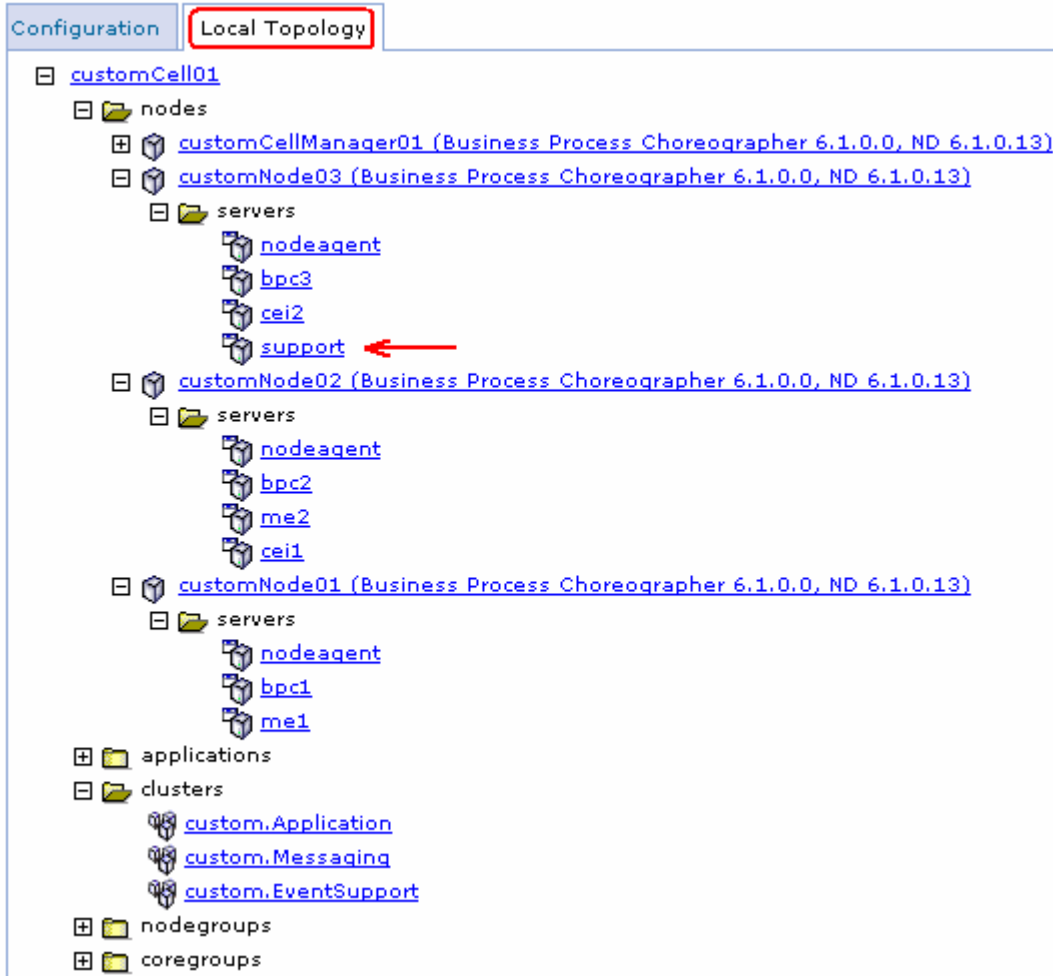 Configuration Local Topology
customCell01
nodes
customCellManager01 (Business Process Choreographer 6.1.0.0, ND 6.1.0.13)
customNode03 (Business Process Choreographer 6.1.0.0, ND 6.1.0.13)
servers
nodeagent
bpc3
cei2
support
customNode02 (Business Process Choreographer 6.1.0.0, ND 6.1.0.13)
servers
nodeagent
bpc2
me2
cei1
customNode01 (Business Process Choreographer 6.1.0.0, ND 6.1.0.13)
servers
nodeagent
bpc1
me1
applications
clusters
custom.Application
custom.Messaging
custom.EventSupport
nodegroups
coregroups